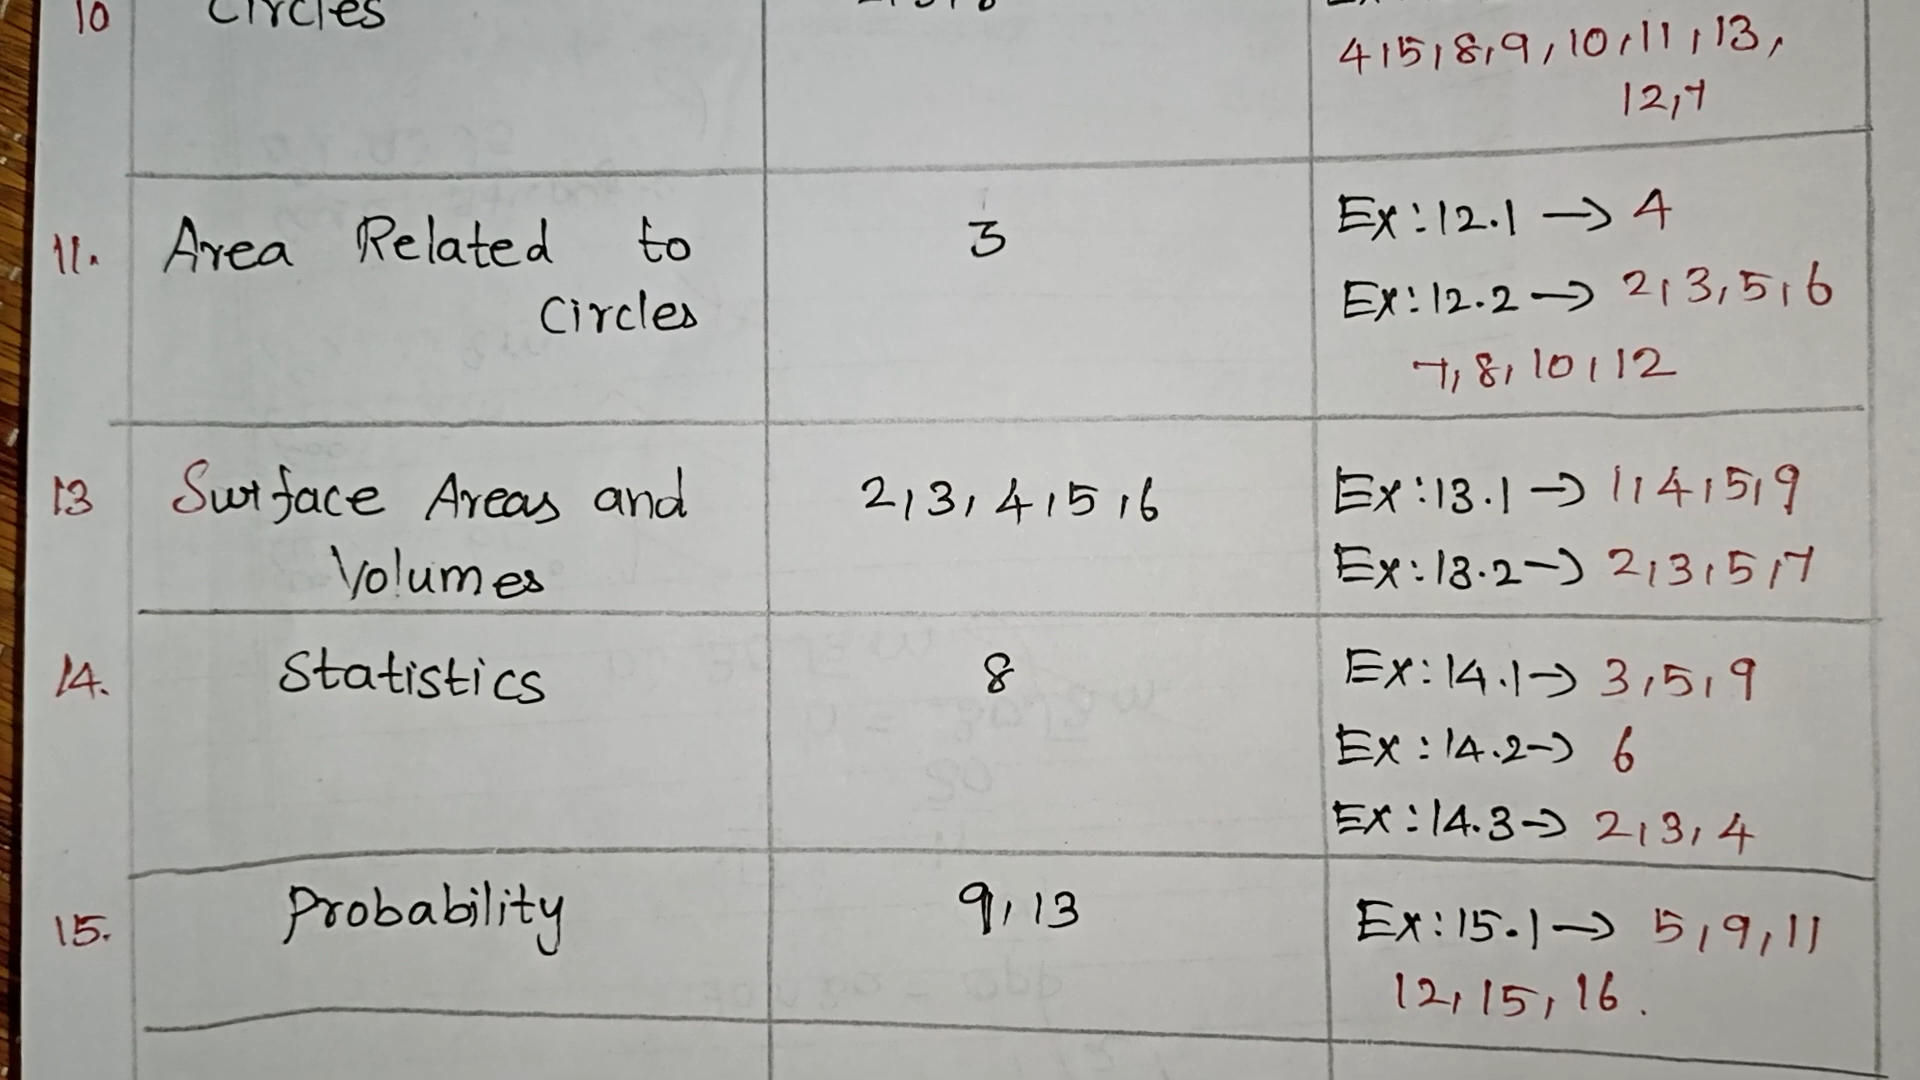 10 Circles
4,5,8,9,10,11,13,
12,7
11. Area Related to 3 Ex:12.1 → 4
Circles Ex:12.2 → 2,3,5,6
7,8,10,12
13 Surface Areas and 2,3,4,5,6 Ex:13.1 → 1,4,5,9
Volumes Ex:13.2 → 2,3,5,7
14. Statistics 8 Ex:14.1 → 3,5,9
Ex:14.2 → 6
Ex:14.3 → 2,3,4
15. Probability 9,13 Ex:15.1 → 5,9,11
12,15,16.